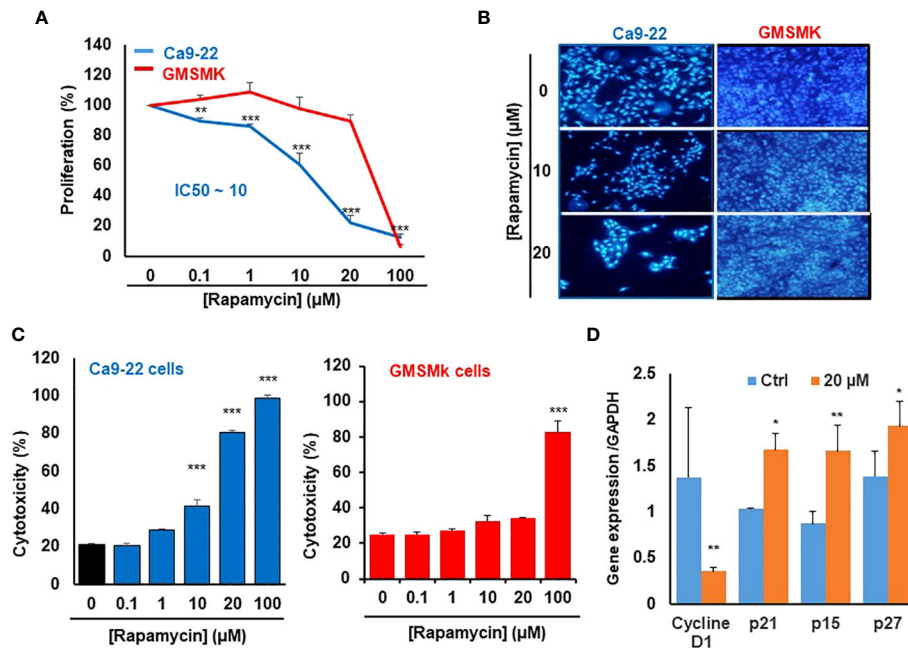 A
140
120
100
80
60
40
20
0
Proliferation (%)
Ca9-22
GMSMK
**
***
***
***
***
IC50 ~ 10
0 0.1 1 10 20 100
[Rapamycin] (µM)
B
Ca9-22 GMSMK
[Rapamycin] (µM)
0
10
20
C
120
100
80
60
40
20
0
Cytotoxicity (%)
Ca9-22 cells
***
***
***
0 0.1 1 10 20 100
[Rapamycin] (µM)
120
100
80
60
40
20
0
Cytotoxicity (%)
GMSMk cells
***
0 0.1 1 10 20 100
[Rapamycin] (µM)
D
2.5
2
1.5
1
0.5
0
Gene expression /GAPDH
Ctrl 20 µM
**
*
**
*
Cycline p21 p15 p27
D1